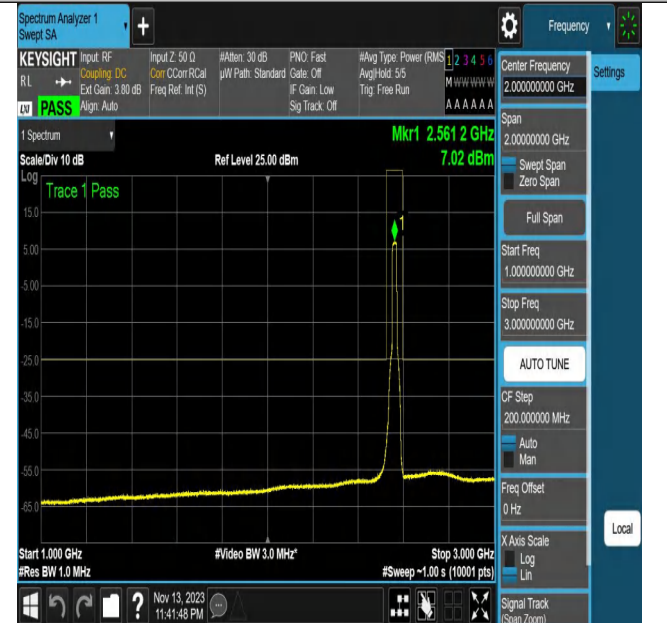 Spectrum Analyzer 1
Swept SA
+
Frequency
KEYSIGHT
RL
PASS
Input: RF
Coupling: DC
Ext Gain: 3.80 dB
Align: Auto
Input Z: 50 Ω
Corr CCorr RCal
Freq Ref: Int (S)
#Atten: 30 dB
µW Path: Standard
PNO: Fast
Gate: Off
IF Gain: Low
Sig Track: Off
#Avg Type: Power (RMS
Avg|Hold: 5/5
Trig: Free Run
1 2 3 4 5 6
M W W W W W
A A A A A A
1 Spectrum
Scale/Div 10 dB
Ref Level 25.00 dBm
Mkr1 2.561 2 GHz
7.02 dBm
Log
Trace 1 Pass
15.0
5.00
-5.00
-15.0
-25.0
-35.0
-45.0
-55.0
-65.0
1
Start 1.000 GHz
#Res BW 1.0 MHz
#Video BW 3.0 MHz*
Stop 3.000 GHz
#Sweep ~1.00 s (10001 pts)
Center Frequency
2.000000000 GHz
Settings
Span
2.00000000 GHz
Swept Span
Zero Span
Full Span
Start Freq
1.000000000 GHz
Stop Freq
3.000000000 GHz
AUTO TUNE
CF Step
200.000000 MHz
Auto
Man
Freq Offset
0 Hz
X Axis Scale
Log
Lin
Local
Signal Track
(Span Zoom)
?
Nov 13, 2023
11:41:48 PM